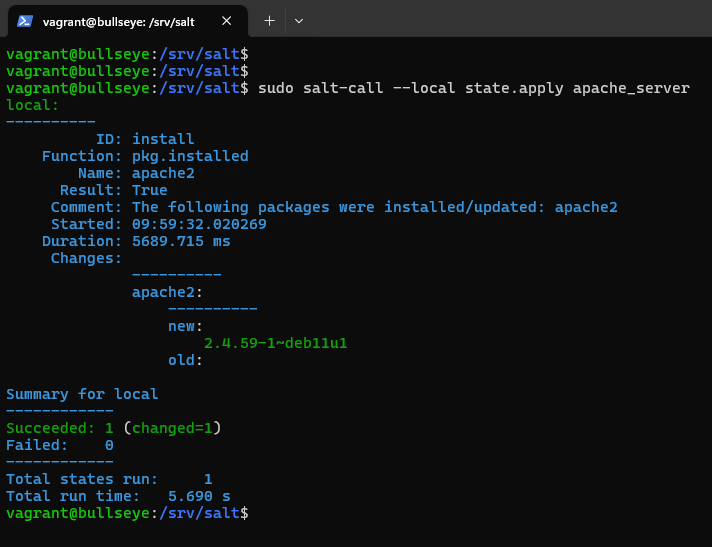 vagrant@bullseye: /srv/salt
vagrant@bullseye:/srv/salt$
vagrant@bullseye:/srv/salt$
vagrant@bullseye:/srv/salt$ sudo salt-call --local state.apply apache_server
local:
----------
          ID: install
    Function: pkg.installed
        Name: apache2
      Result: True
     Comment: The following packages were installed/updated: apache2
     Started: 09:59:32.020269
    Duration: 5689.715 ms
     Changes:
              ----------
              apache2:
                  ----------
                  new:
                      2.4.59-1~deb11u1
                  old:

Summary for local
------------
Succeeded: 1 (changed=1)
Failed:    0
------------
Total states run:     1
Total run time:   5.690 s
vagrant@bullseye:/srv/salt$